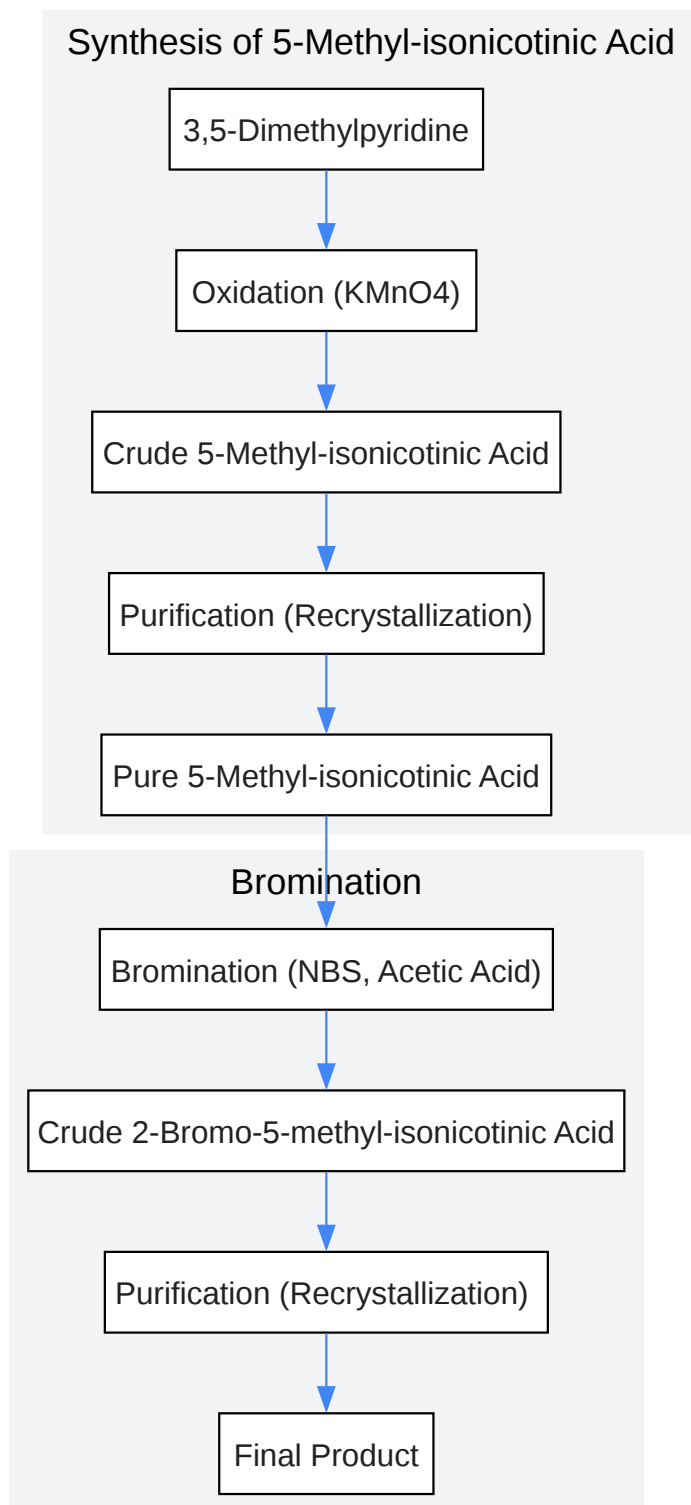 Synthesis of 5-Methyl-isonicotinic Acid
3,5-Dimethylpyridine
Oxidation (KMnO4)
Crude 5-Methyl-isonicotinic Acid
Purification (Recrystallization)
Pure 5-Methyl-isonicotinic Acid
Bromination
Bromination (NBS, Acetic Acid)
Crude 2-Bromo-5-methyl-isonicotinic Acid
Purification (Recrystallization)
Final Product